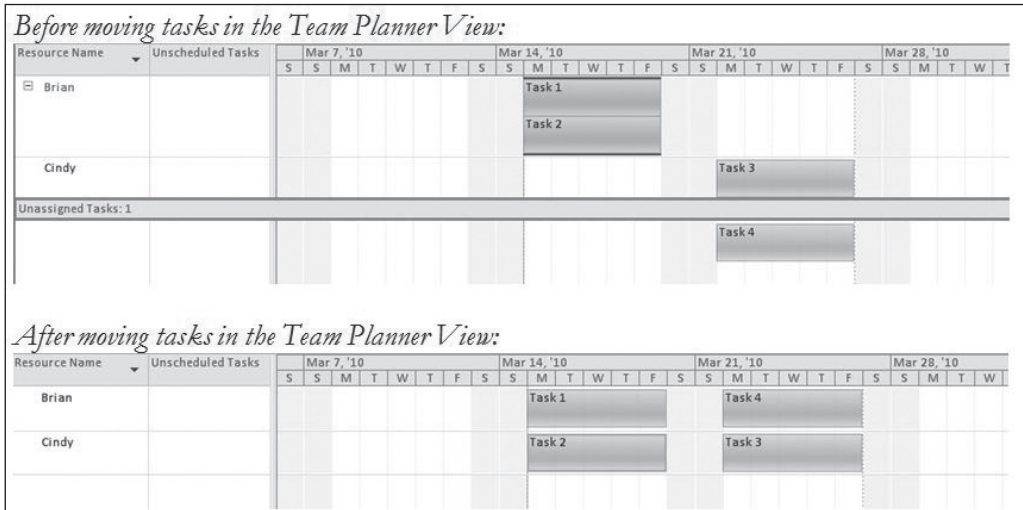 Before moving tasks in the Team Planner View:
Resource Name Unscheduled Tasks Mar 7, '10 Mar 14, '10 Mar 21, '10 Mar 28, '10
S S M T W T F S S M T W T F S S M T W T F S S M T W T
Brian Task 1
Task 2
Cindy Task 3
Unassigned Tasks: 1
Task 4
After moving tasks in the Team Planner View:
Resource Name Unscheduled Tasks Mar 7, '10 Mar 14, '10 Mar 21, '10 Mar 28, '10
S S M T W T F S S M T W T F S S M T W T F S S M T W
Brian Task 1 Task 4
Cindy Task 2 Task 3